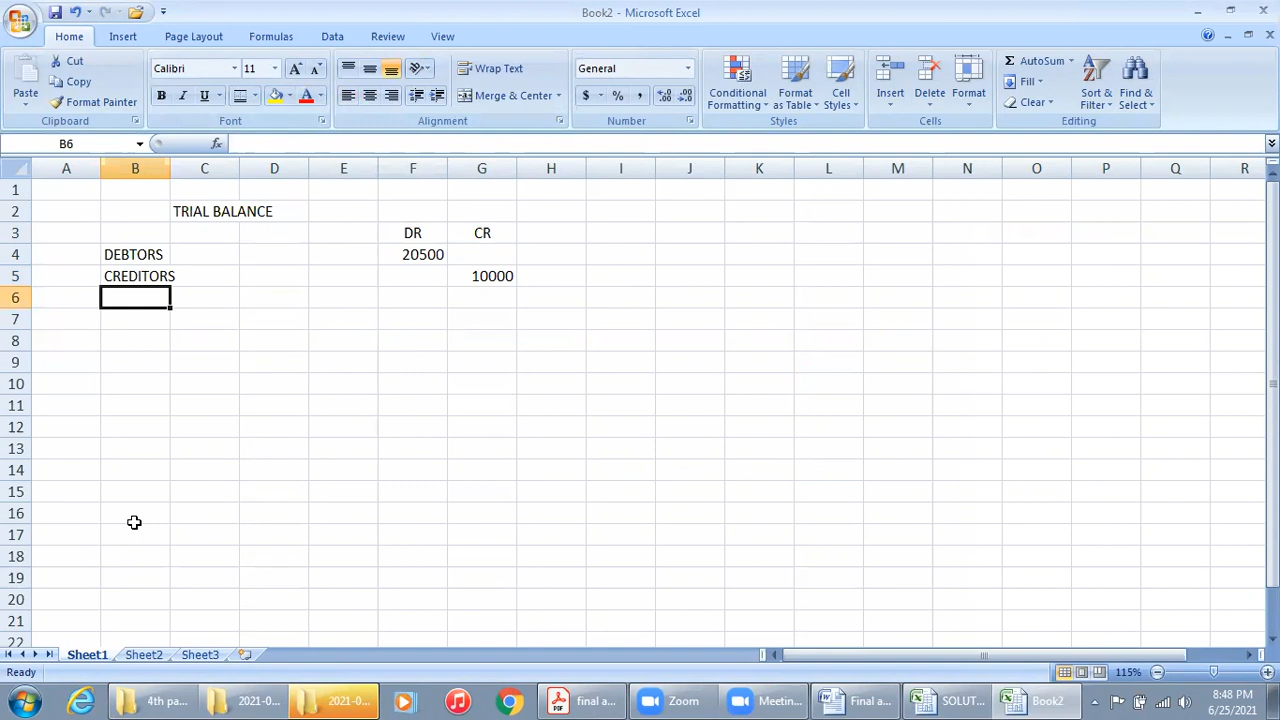 Book2 - Microsoft Excel
Home Insert Page Layout Formulas Data Review View
Paste Cut Copy Format Painter Clipboard
Calibri 11 A A B I U A Font
Wrap Text Merge & Center Alignment
General $ % , Number
Conditional Formatting Format as Table Cell Styles Styles
Insert Delete Format Cells
Σ AutoSum Fill Clear Sort & Filter Find & Select Editing
B6 fx
A B C D E F G H I J K L M N O P Q R
1
2 TRIAL BALANCE
3 DR CR
4 DEBTORS 20500
5 CREDITORS 10000
6
7
8
9
10
11
12
13
14
15
16
17
18
19
20
21
22
Sheet1 Sheet2 Sheet3
Ready 115%
4th pa... 2021-0... 2021-0... final a... Zoom Meetin... Final a... SOLUT... Book2 8:48 PM
6/25/2021